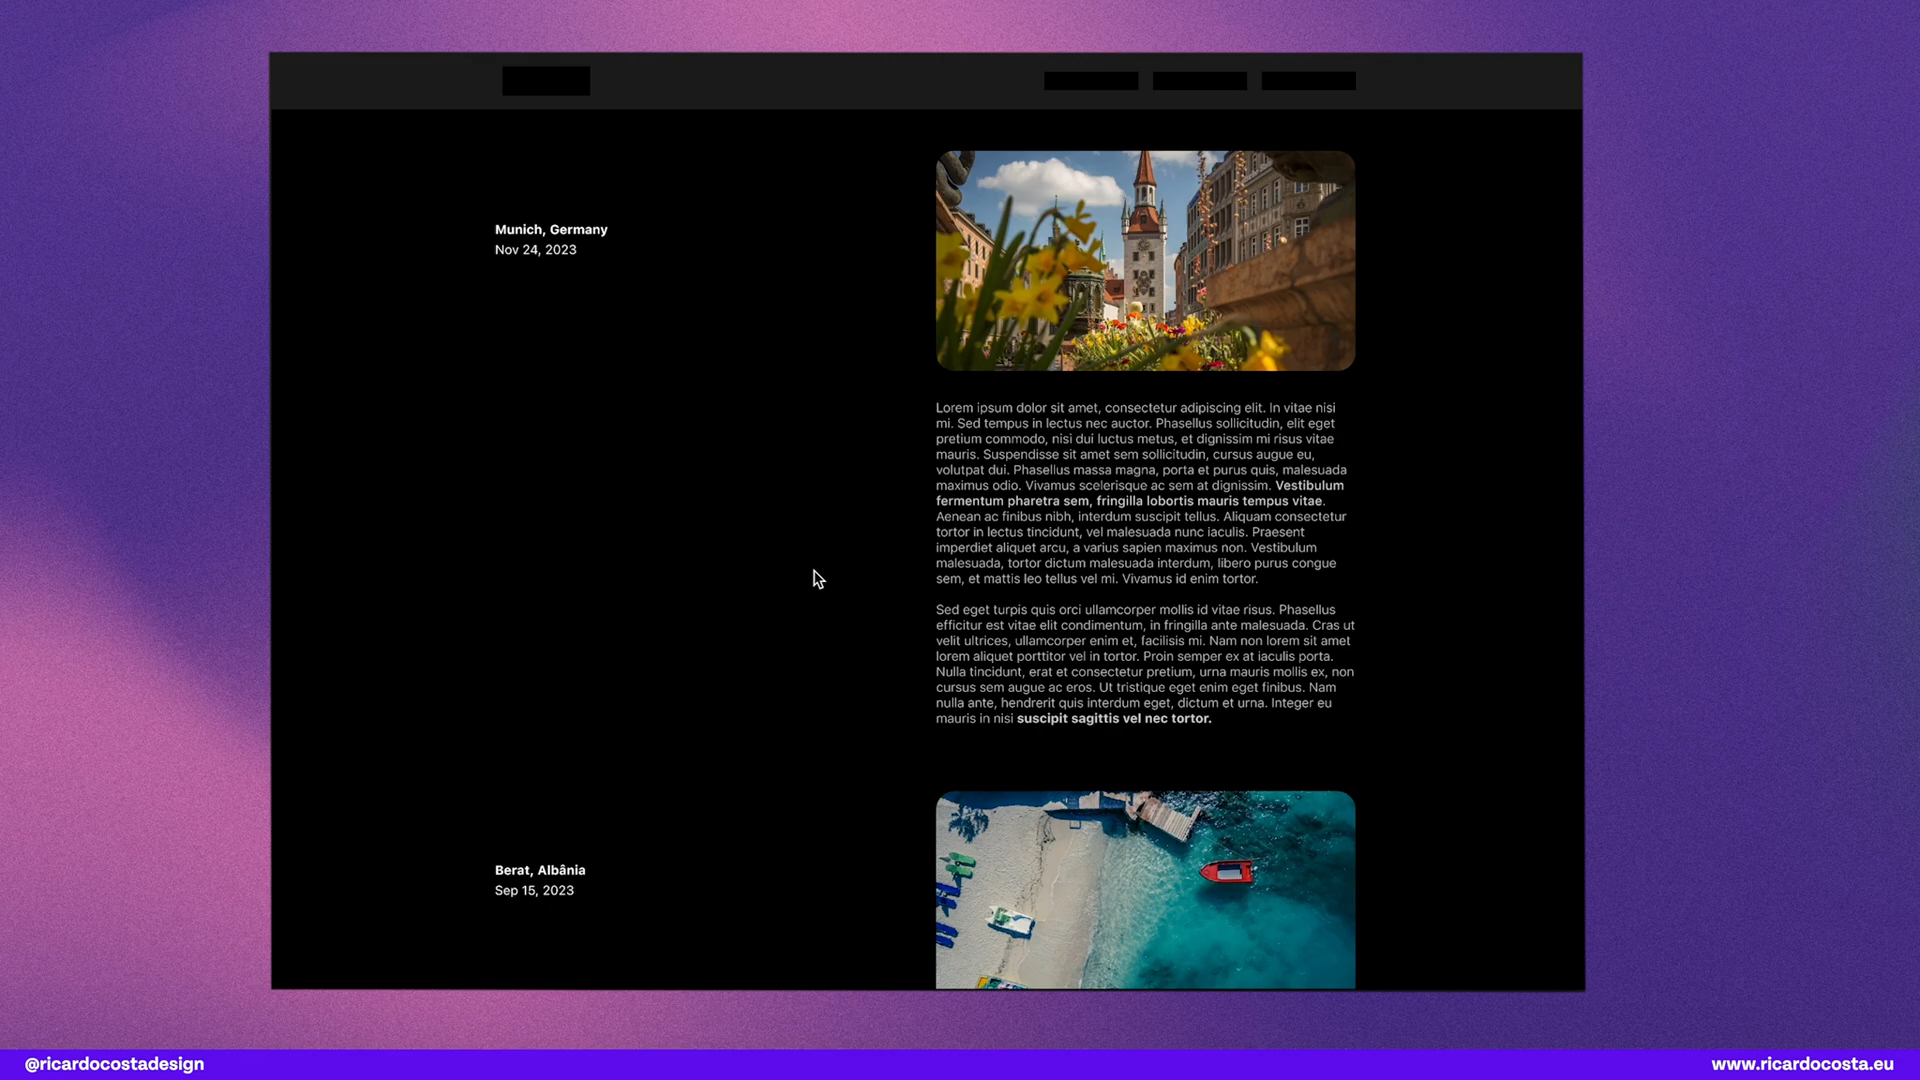 Munich, Germany
Nov 24, 2023
Lorem ipsum dolor sit amet, consectetur adipiscing elit. In vitae nisi
mi. Sed tempus in lectus nec auctor. Phasellus sollicitudin, elit eget
pretium commodo, nisi dui luctus metus, et dignissim mi risus vitae
mauris. Suspendisse sit amet sem sollicitudin, cursus augue eu,
volutpat dui. Phasellus massa magna, porta et purus quis, malesuada
maximus odio. Vivamus scelerisque ac sem at dignissim. Vestibulum
fermentum pharetra sem, fringilla lobortis mauris tempus vitae.
Aenean ac finibus nibh, interdum suscipit tellus. Aliquam consectetur
tortor in lectus tincidunt, vel malesuada nunc iaculis. Praesent
imperdiet aliquet arcu, a varius sapien maximus non. Vestibulum
malesuada, tortor dictum malesuada interdum, libero purus congue
sem, et mattis leo tellus vel mi. Vivamus id enim tortor.
Sed eget turpis quis orci ullamcorper mollis id vitae risus. Phasellus
efficitur est vitae elit condimentum, in fringilla ante malesuada. Cras ut
velit ultrices, ullamcorper enim et, facilisis mi. Nam non lorem sit amet
lorem aliquet porttitor vel in tortor. Proin semper ex at iaculis porta.
Nulla tincidunt, erat et consectetur pretium, urna mauris mollis ex, non
cursus sem augue ac eros. Ut tristique eget enim eget finibus. Nam
nulla ante, hendrerit quis interdum eget, dictum et urna. Integer eu
mauris in nisi suscipit sagittis vel nec tortor.
Berat, Albânia
Sep 15, 2023
@ricardocostadesign
www.ricardocosta.eu